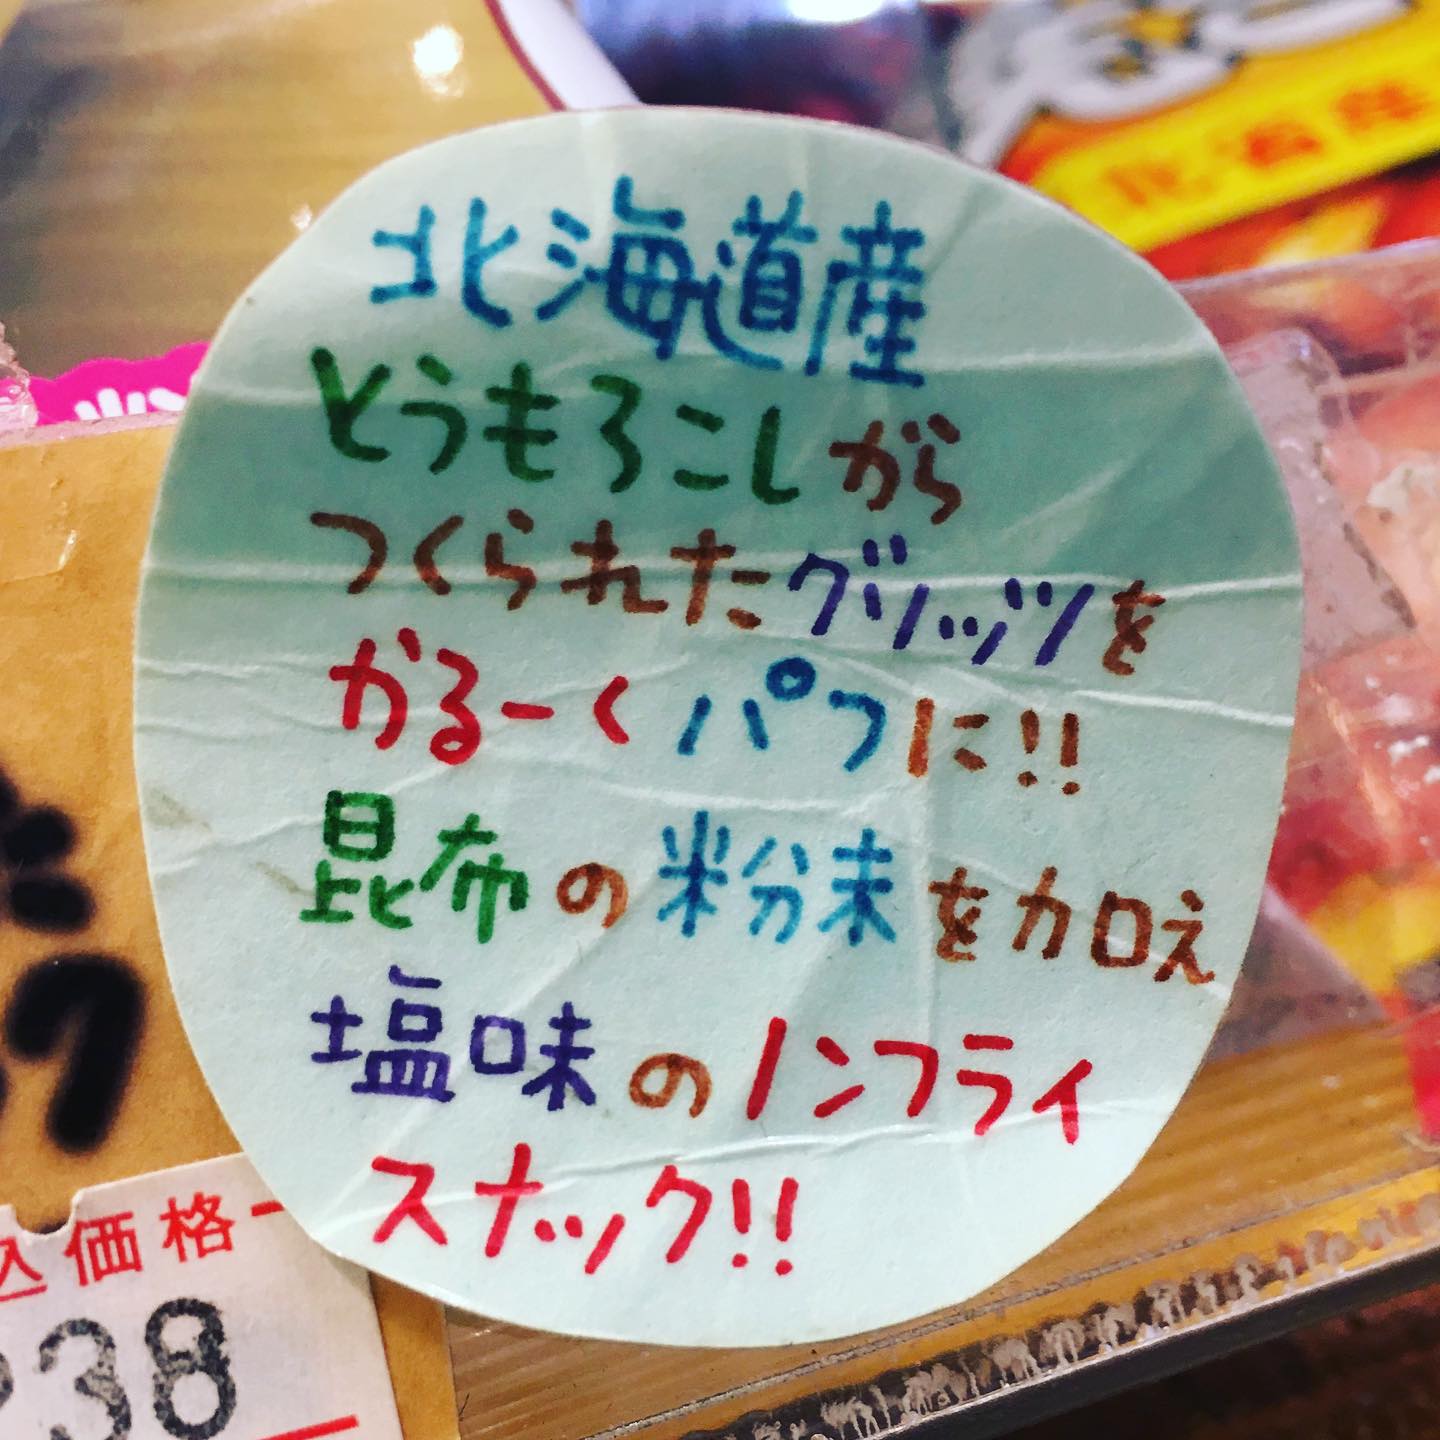 北海道産
とうもろこしから
つくられたグリッツを
かるーくパフに!!
昆布の粉末を加え
塩味のノンフライ
スナック!!
込価格
38